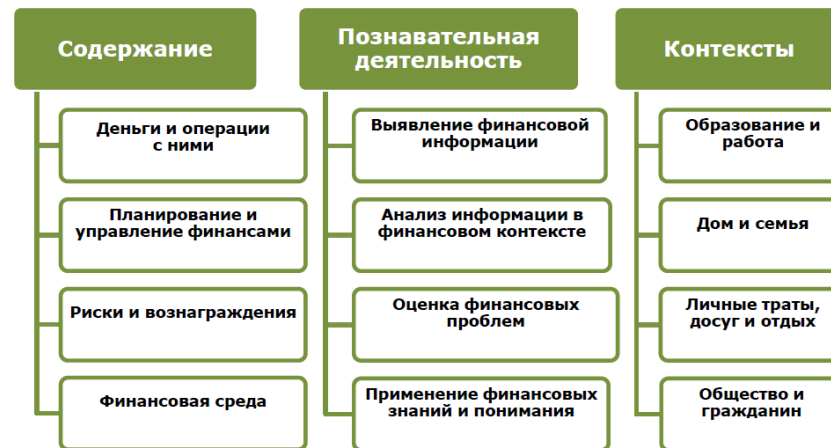 Содержание
Деньги и операции
с ними
Планирование и
управление финансами
Риски и вознаграждения
Финансовая среда
Познавательная
деятельность
Выявление финансовой
информации
Анализ информации в
финансовом контексте
Оценка финансовых
проблем
Применение финансовых
знаний и понимания
Контексты
Образование и
работа
Дом и семья
Личные траты,
досуг и отдых
Общество и
гражданин